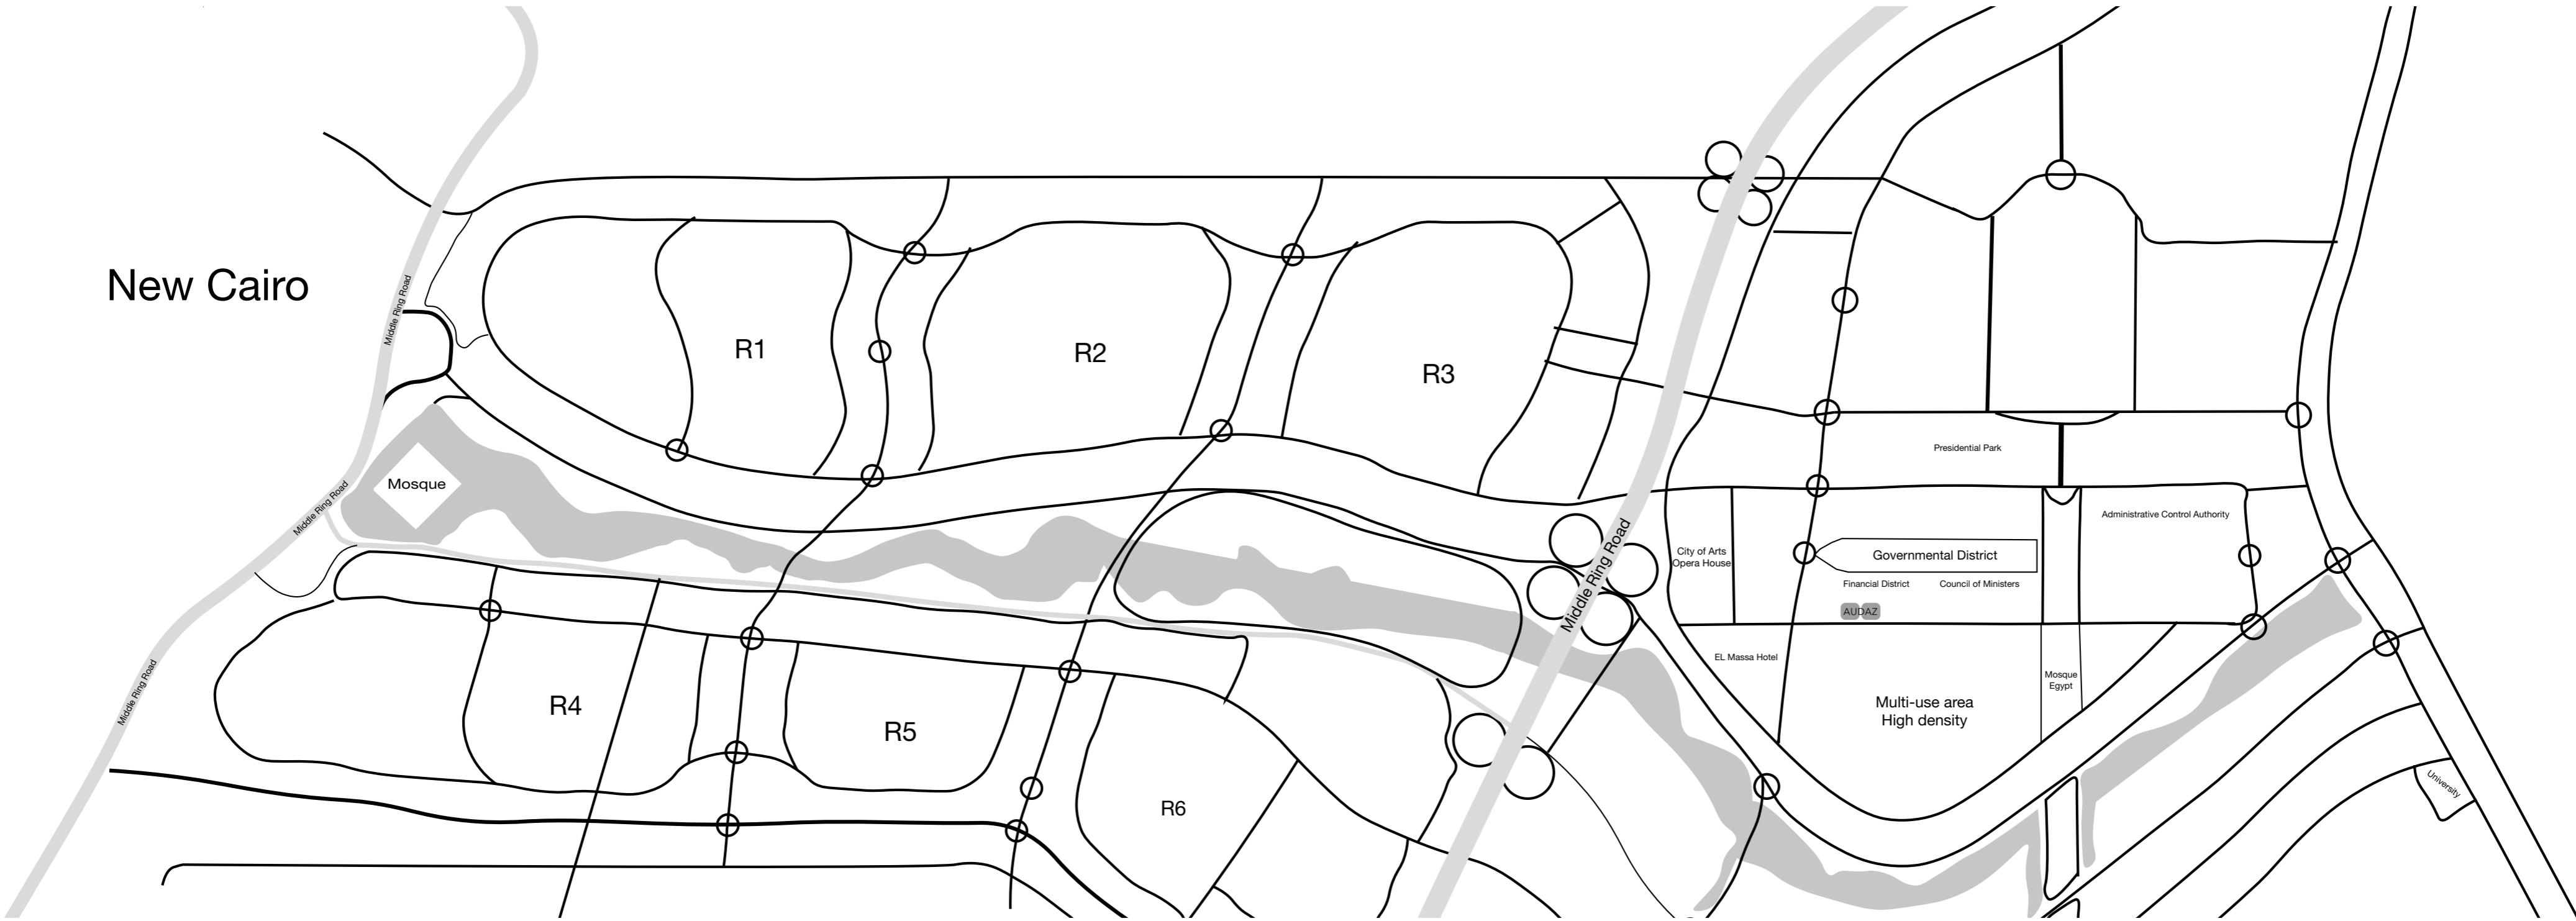 New Cairo
Middle Ring Road
Middle Ring Road
Middle Ring Road
Mosque
R1
R2
R3
R4
R5
R6
Middle Ring Road
Presidential Park
City of Arts
Opera House
Governmental District
Financial District
Council of Ministers
AUDAZ
Administrative Control Authority
EL Massa Hotel
Multi-use area
High density
Mosque
Egypt
University